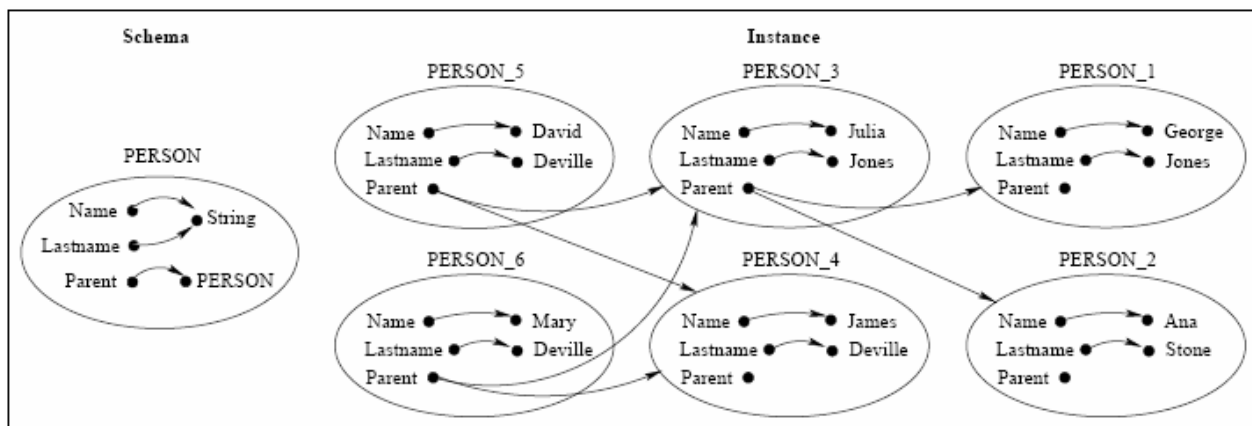 Schema
Instance
PERSON_5
PERSON_3
PERSON_1
Name
David
Lastname
Deville
Parent
Name
Julia
Lastname
Jones
Parent
Name
George
Lastname
Jones
Parent
PERSON
Name
String
Lastname
Parent
PERSON
PERSON_6
PERSON_4
PERSON_2
Name
Mary
Lastname
Deville
Parent
Name
James
Lastname
Deville
Parent
Name
Ana
Lastname
Stone
Parent